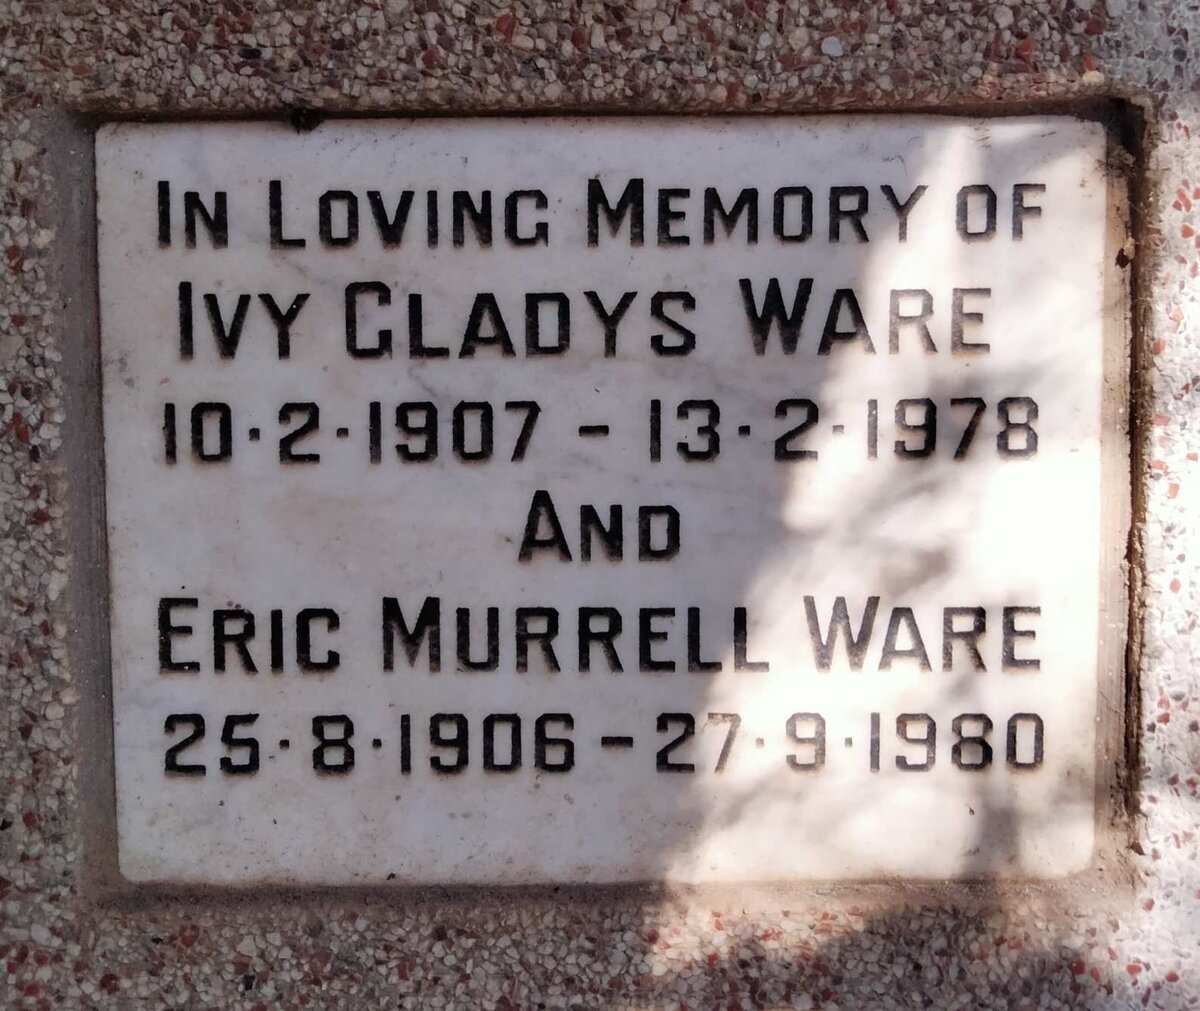 In Loving Memory of
Ivy Gladys Ware
10·2·1907 - 13·2·1978
And
Eric Murrell Ware
25·8·1906 - 27·9·1980